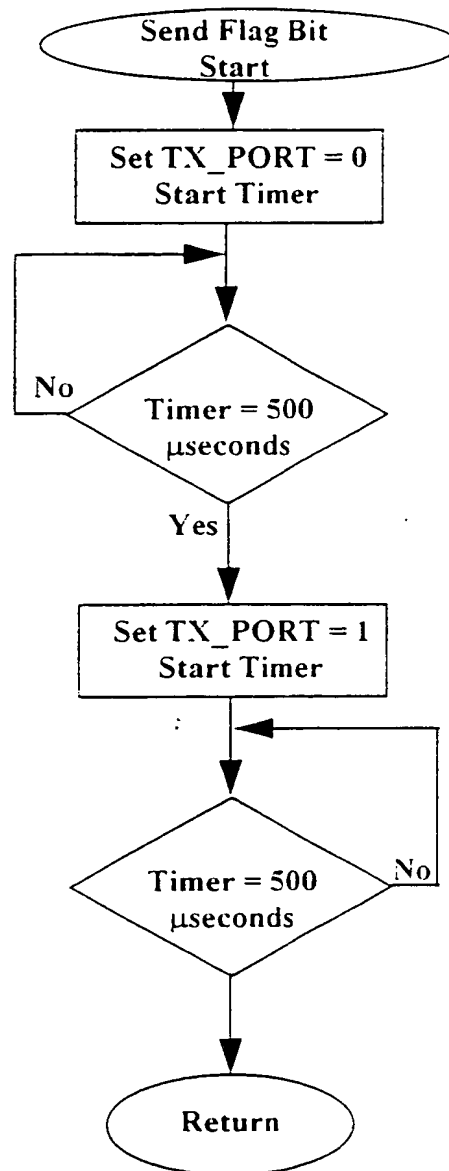 Send Flag Bit
Start
Set TX_PORT = 0
Start Timer
No
Timer = 500
μseconds
Yes
Set TX_PORT = 1
Start Timer
Timer = 500
μseconds
No
Return